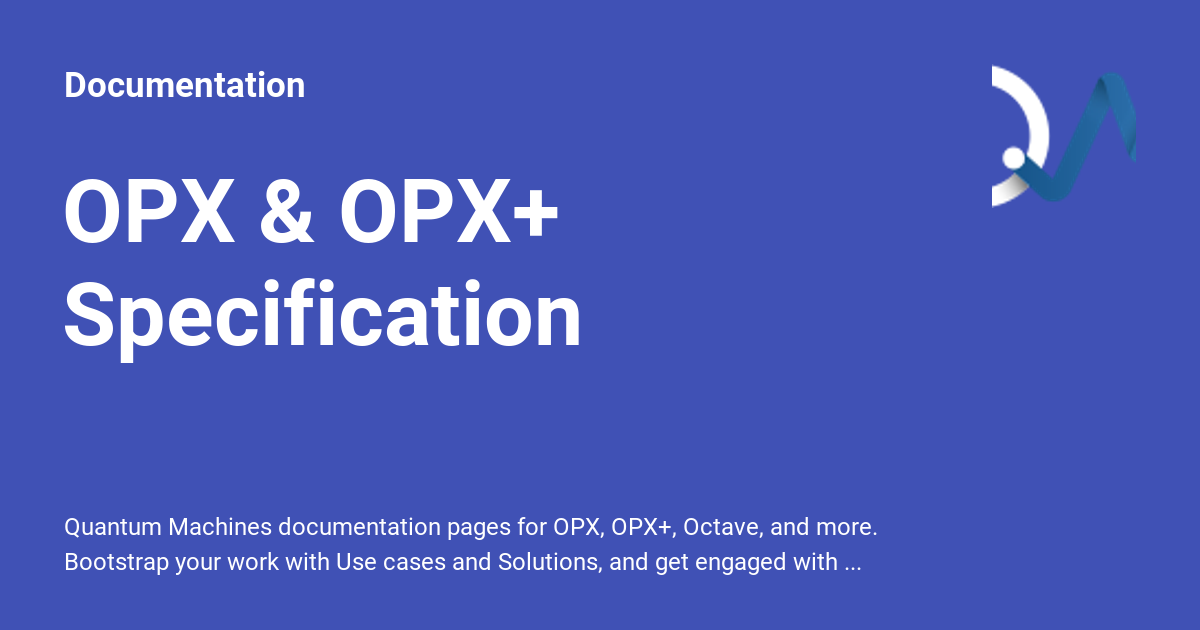 Documentation
OPX & OPX+
Specification
Quantum Machines documentation pages for OPX, OPX+, Octave, and more.
Bootstrap your work with Use cases and Solutions, and get engaged with ...